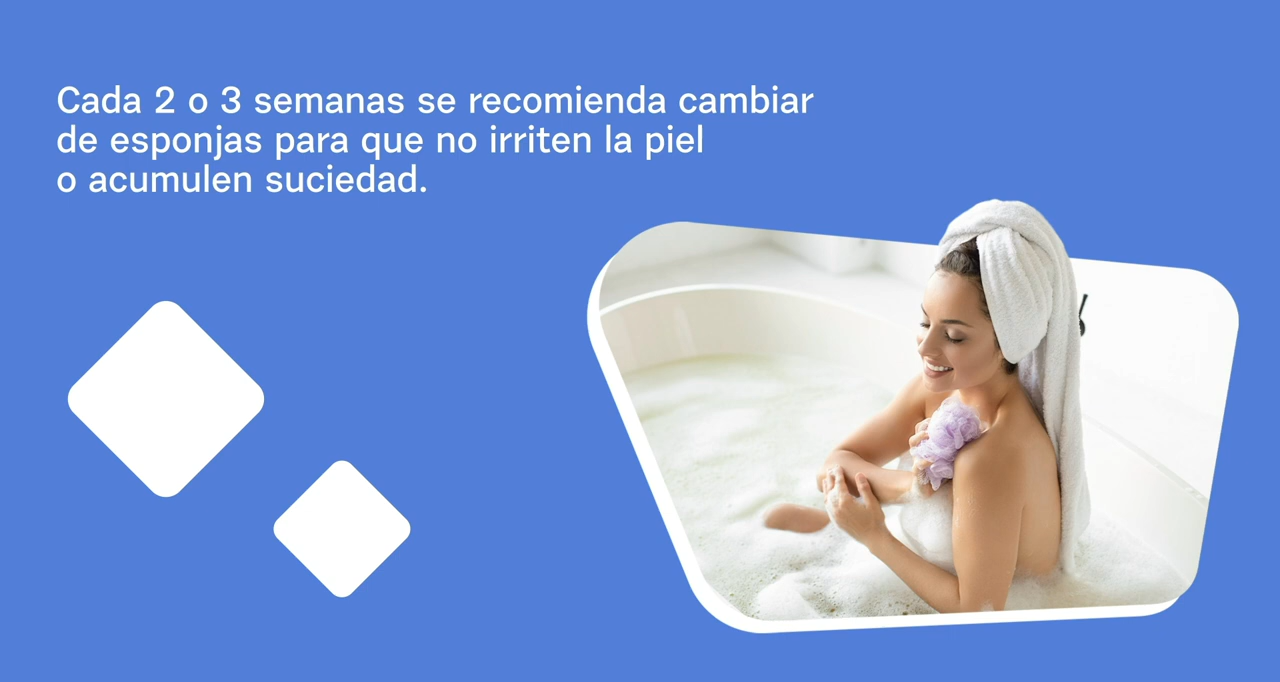 Cada 2 o 3 semanas se recomienda cambiar
de esponjas para que no irriten la piel
o acumulen suciedad.